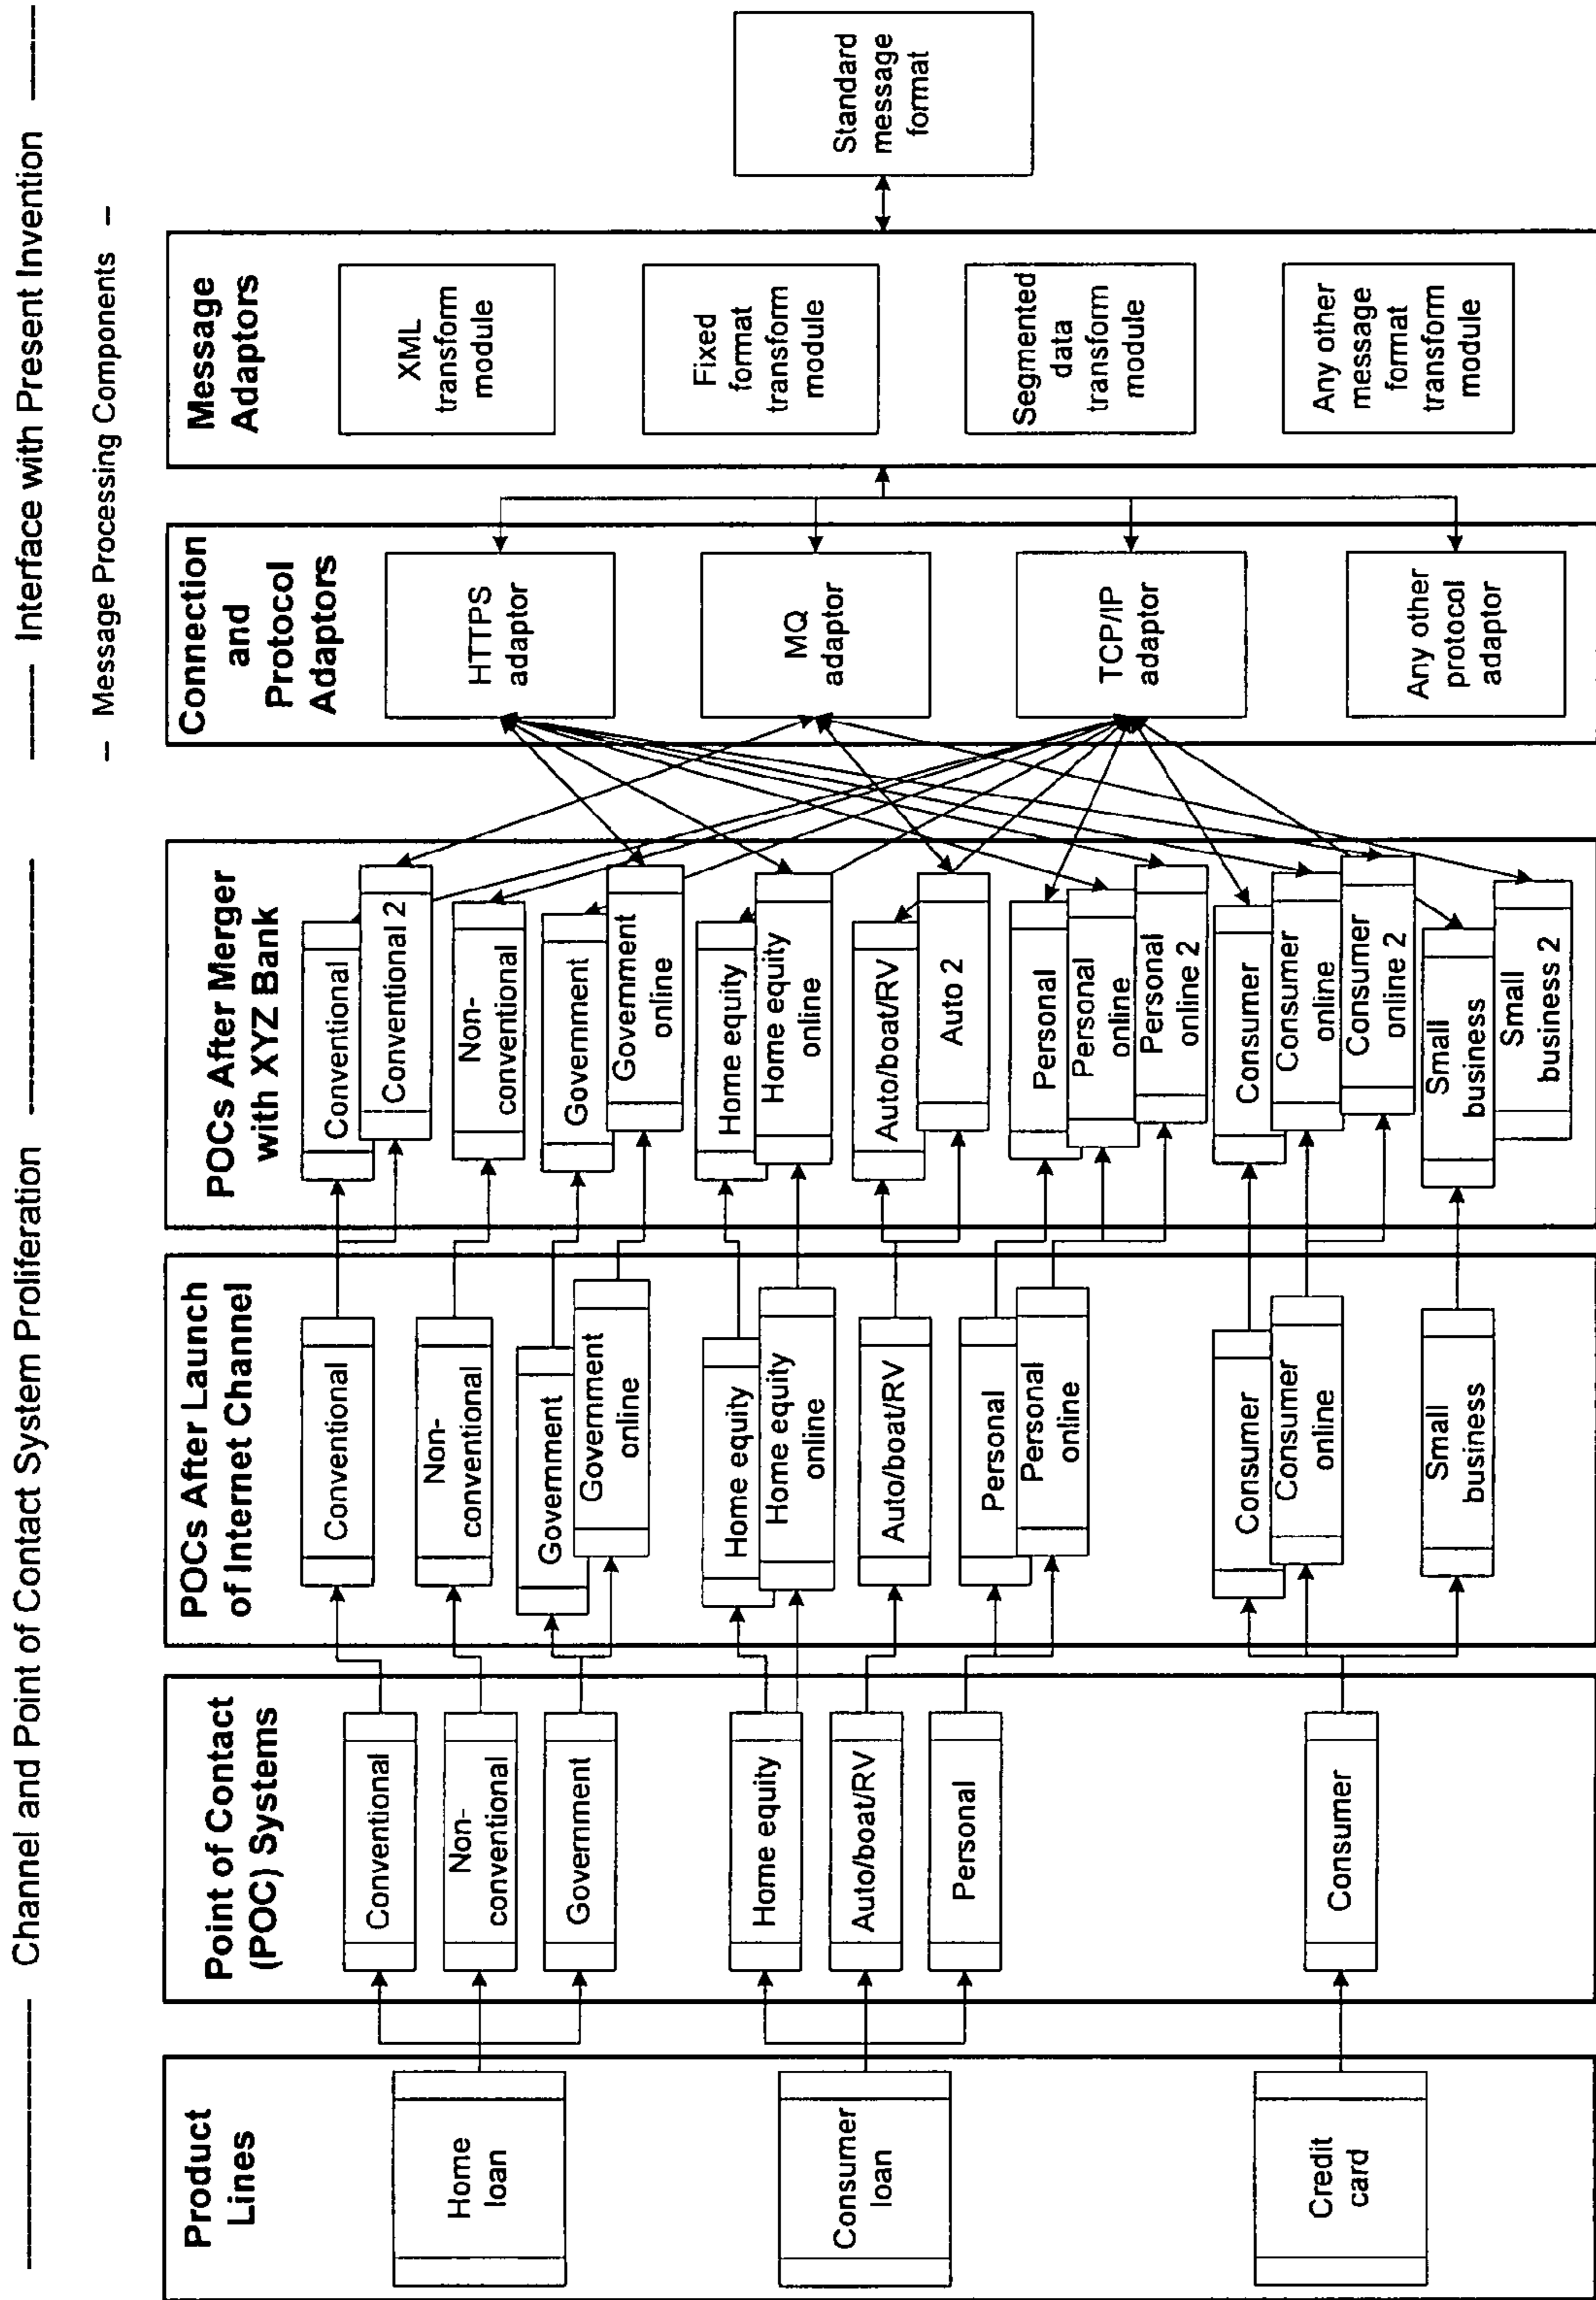 Channel and Point of Contact System Proliferation
Interface with Present Invention
Message Processing Components
Product
Lines
Home
loan
Consumer
loan
Credit
card
Point of Contact
(POC) Systems
Conventional
Non-
conventional
Government
Home equity
Auto/boat/RV
Personal
Consumer
POCs After Launch
of Internet Channel
Conventional
Non-
conventional
Government
Government
online
Home equity
Home equity
online
Auto/boat/RV
Personal
Personal
online
Consumer
Consumer
online
Small
business
POCs After Merger
with XYZ Bank
Conventional
Conventional 2
Non-
conventional
Government
Government
online
Home equity
Home equity
online
Auto/boat/RV
Auto 2
Personal
Personal
online
Personal
online 2
Consumer
Consumer
online
Consumer
online 2
Small
business
Small
business 2
Connection
and
Protocol
Adaptors
HTTPS
adaptor
MQ
adaptor
TCP/IP
adaptor
Any other
protocol
adaptor
Message
Adaptors
XML
transform
module
Fixed
format
transform
module
Segmented
data
transform
module
Any other
message
format
transform
module
Standard
message
format